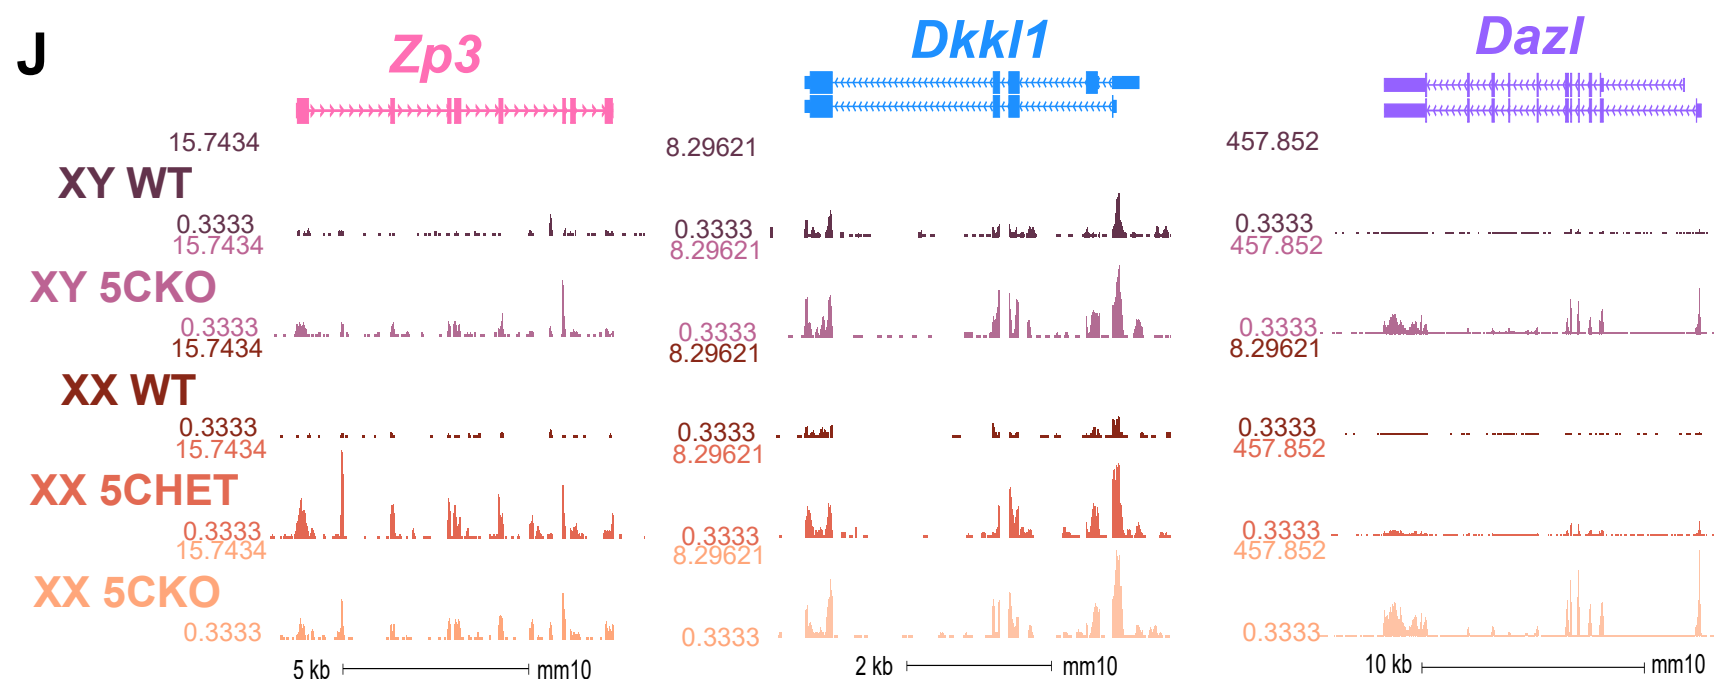 J
Zp3 Dkkl1 Dazl
15.7434 8.29621 457.852
XY WT
0.3333 0.3333 0.3333
15.7434 8.29621 457.852
XY 5CKO
0.3333 0.3333 0.3333
15.7434 8.29621 8.29621
XX WT
0.3333 0.3333 0.3333
15.7434 8.29621 457.852
XX 5CHET
0.3333 0.3333 0.3333
15.7434 8.29621 457.852
XX 5CKO
0.3333 0.3333 0.3333
5 kb mm10 2 kb mm10 10 kb mm10